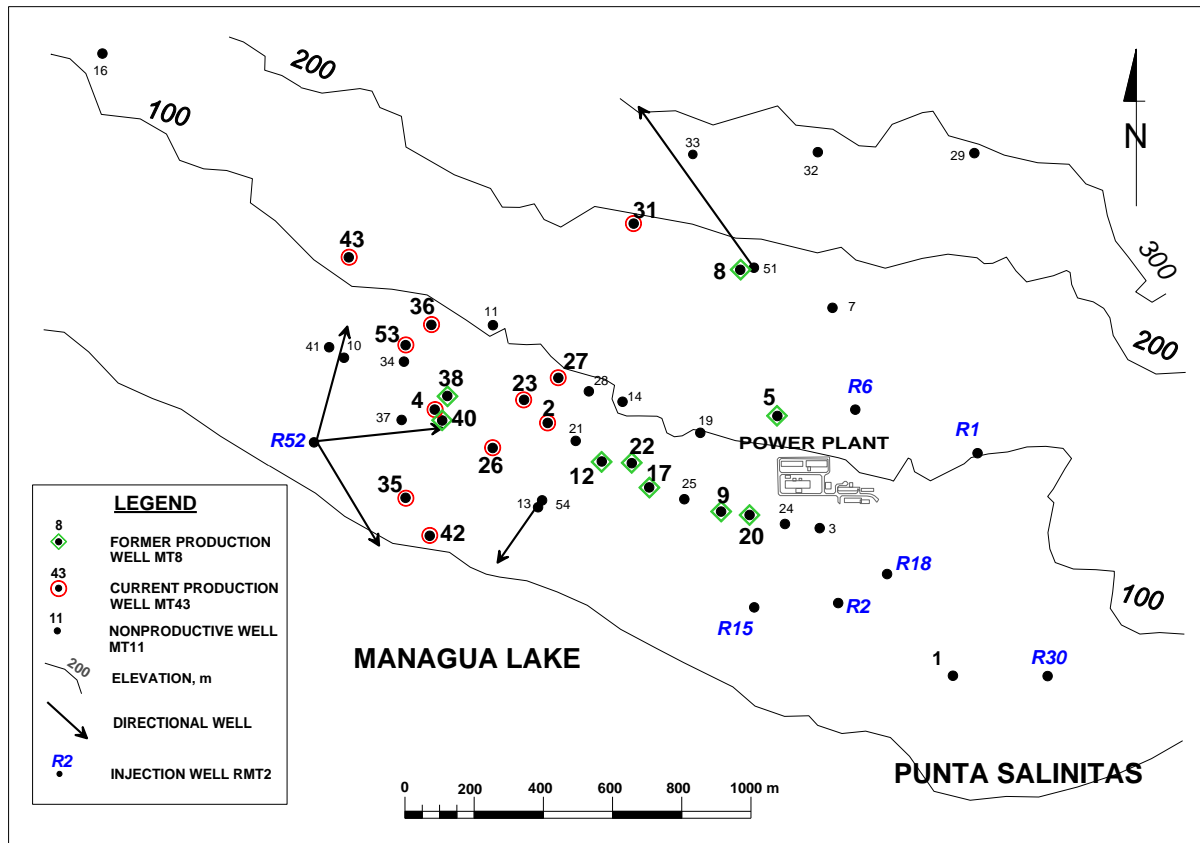 200
16
100
33
32
29
N
31
43
8
51
300
7
36
11
53
41
10
34
27
200
38
28
23
14
R6
4
2
5
37
40
19
R52
21
POWER PLANT
R1
26
22
12
17
35
25
9
13
54
20
24
3
42
LEGEND
8
FORMER PRODUCTION
WELL MT8
43
CURRENT PRODUCTION
WELL MT43
11
NONPRODUCTIVE WELL
MT11
200
ELEVATION, m
DIRECTIONAL WELL
R2
INJECTION WELL RMT2
R18
R2
R15
100
MANAGUA LAKE
1
R30
PUNTA SALINITAS
0 200 400 600 800 1000 m